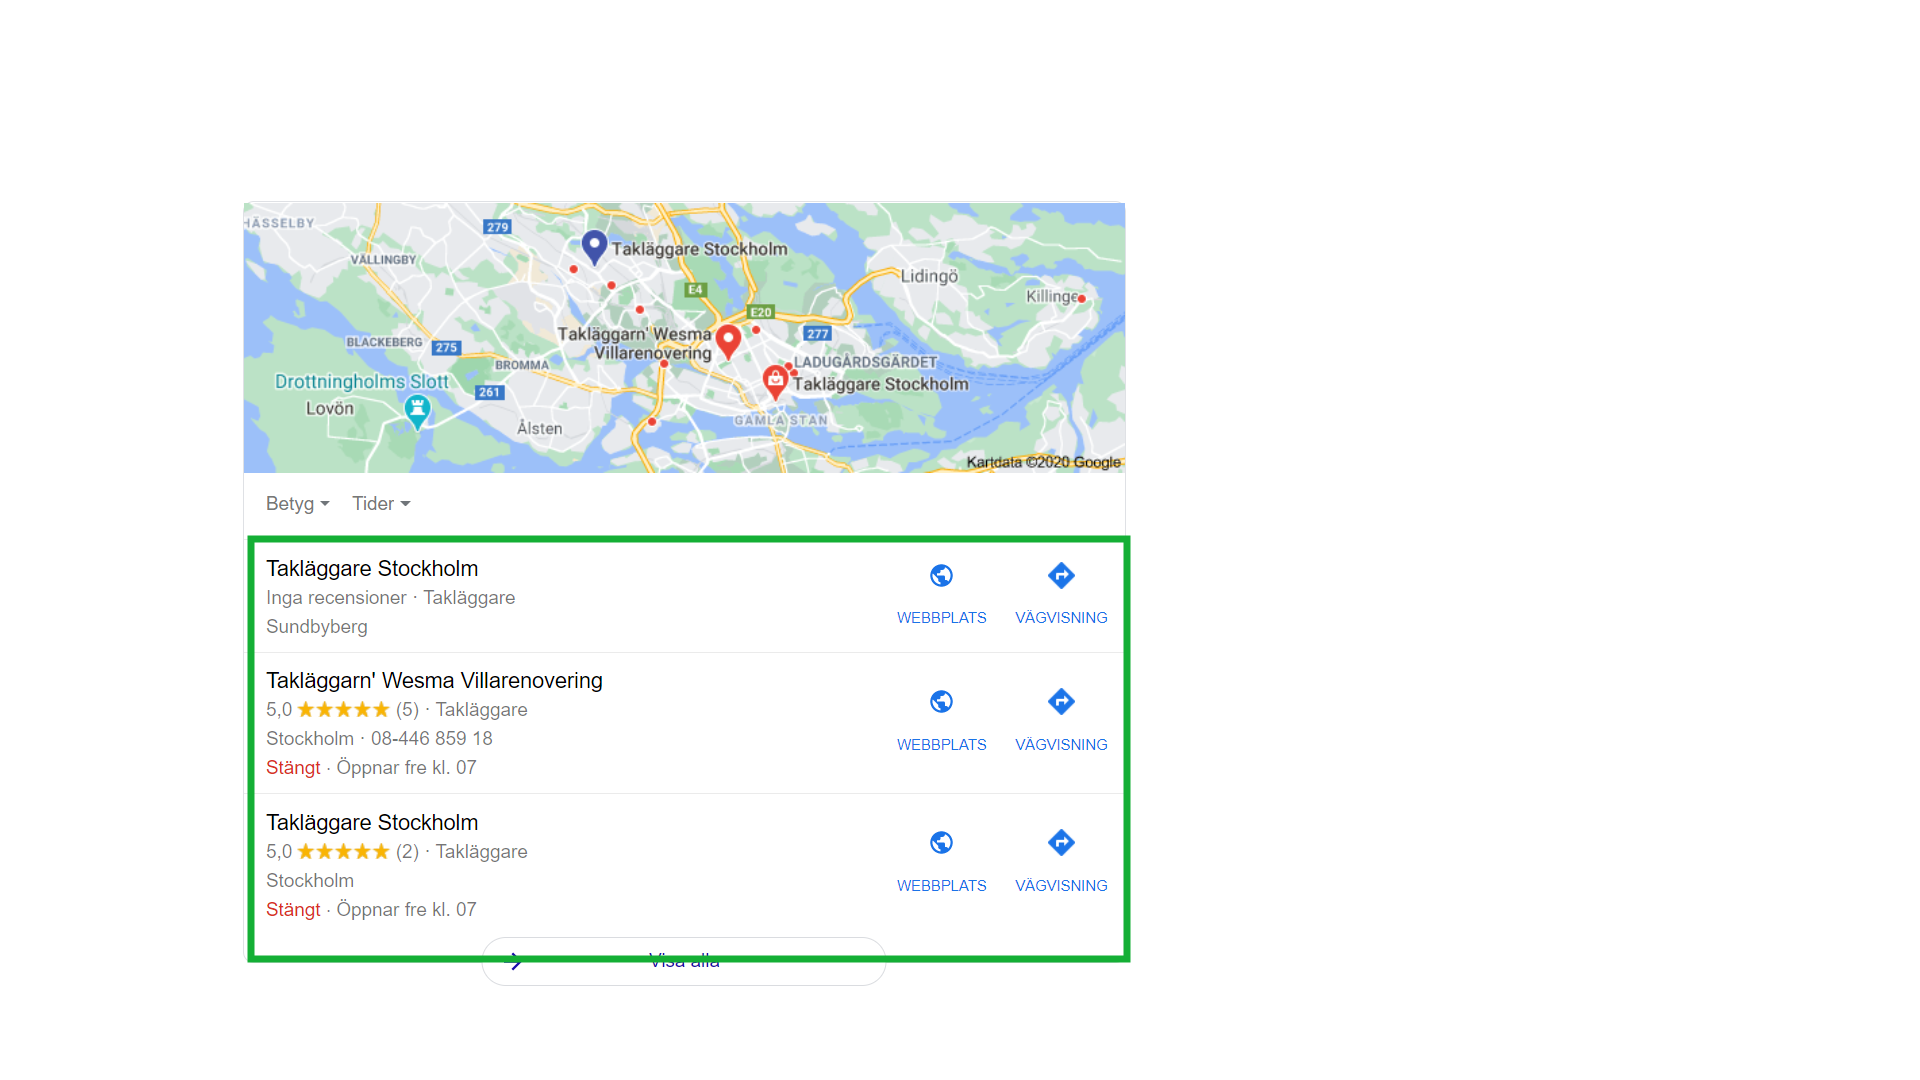 HÄSSELBY
279
Takläggare Stockholm
VÄLLINGBY
Lidingö
E4
Killinge
E20
Takläggarn' Wesma
Villarenovering
277
BLACKEBERG
275
LADUGÅRDSGÄRDET
BROMMA
Drottningholms Slott
Takläggare Stockholm
261
Lovön
GAMLA STAN
Ålsten
Kartdata ©2020 Google
Betyg Tider
Takläggare Stockholm
Inga recensioner · Takläggare
Sundbyberg
WEBBPLATS VÄGVISNING
Takläggarn' Wesma Villarenovering
5,0 ★★★★★ (5) · Takläggare
Stockholm · 08-446 859 18
Stängt · Öppnar fre kl. 07
WEBBPLATS VÄGVISNING
Takläggare Stockholm
5,0 ★★★★★ (2) · Takläggare
Stockholm
Stängt · Öppnar fre kl. 07
WEBBPLATS VÄGVISNING
Visa alla